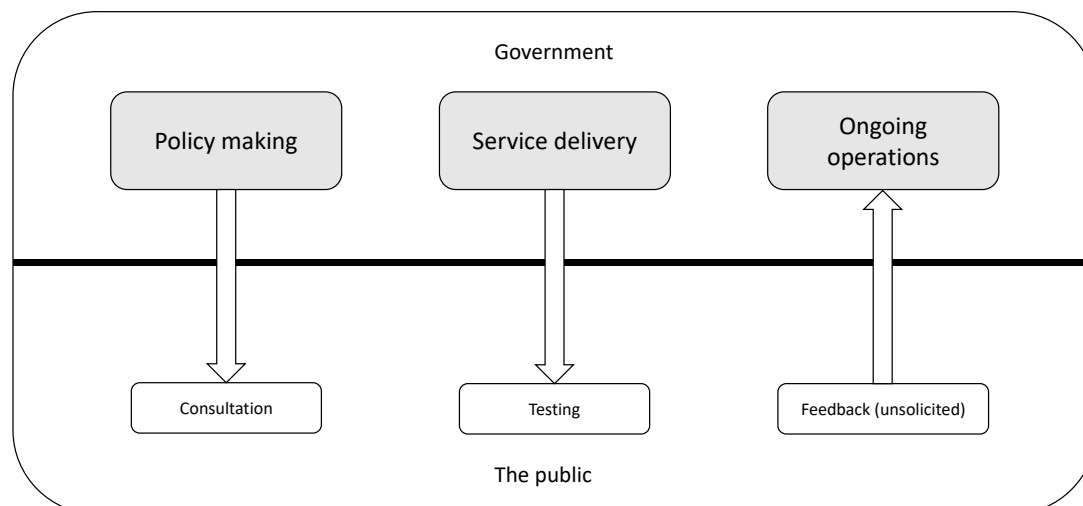 Government
Policy making
Service delivery
Ongoing
operations
Consultation
Testing
Feedback (unsolicited)
The public